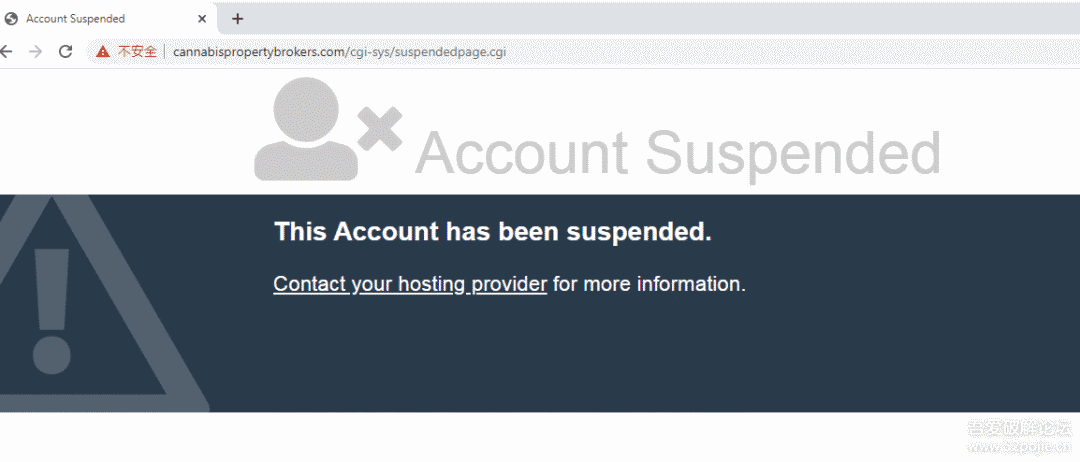 Account Suspended
不安全
cannabispropertybrokers.com/cgi-sys/suspendedpage.cgi
Account Suspended
This Account has been suspended.
Contact your hosting provider for more information.
吾爱破解论坛
www.52pojie.cn